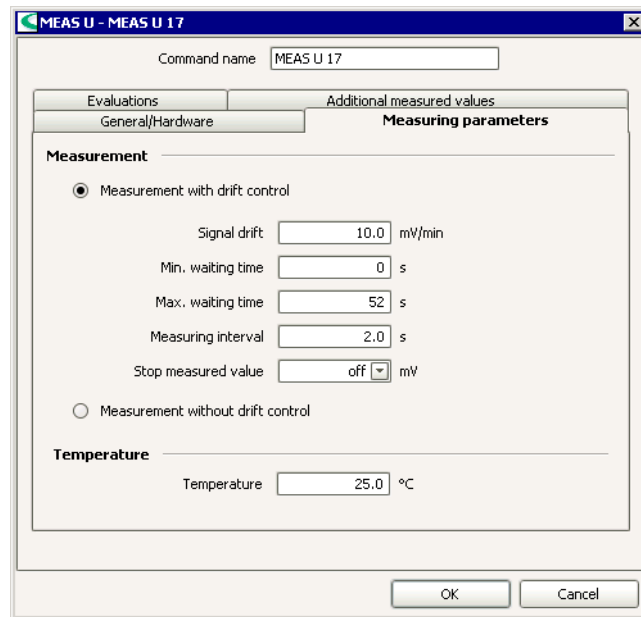 MEAS U - MEAS U 17
Command name MEAS U 17
Evaluations Additional measured values
General/Hardware Measuring parameters
Measurement
Measurement with drift control
Signal drift 10.0 mV/min
Min. waiting time 0 s
Max. waiting time 52 s
Measuring interval 2.0 s
Stop measured value off mV
Measurement without drift control
Temperature
Temperature 25.0 °C
OK Cancel